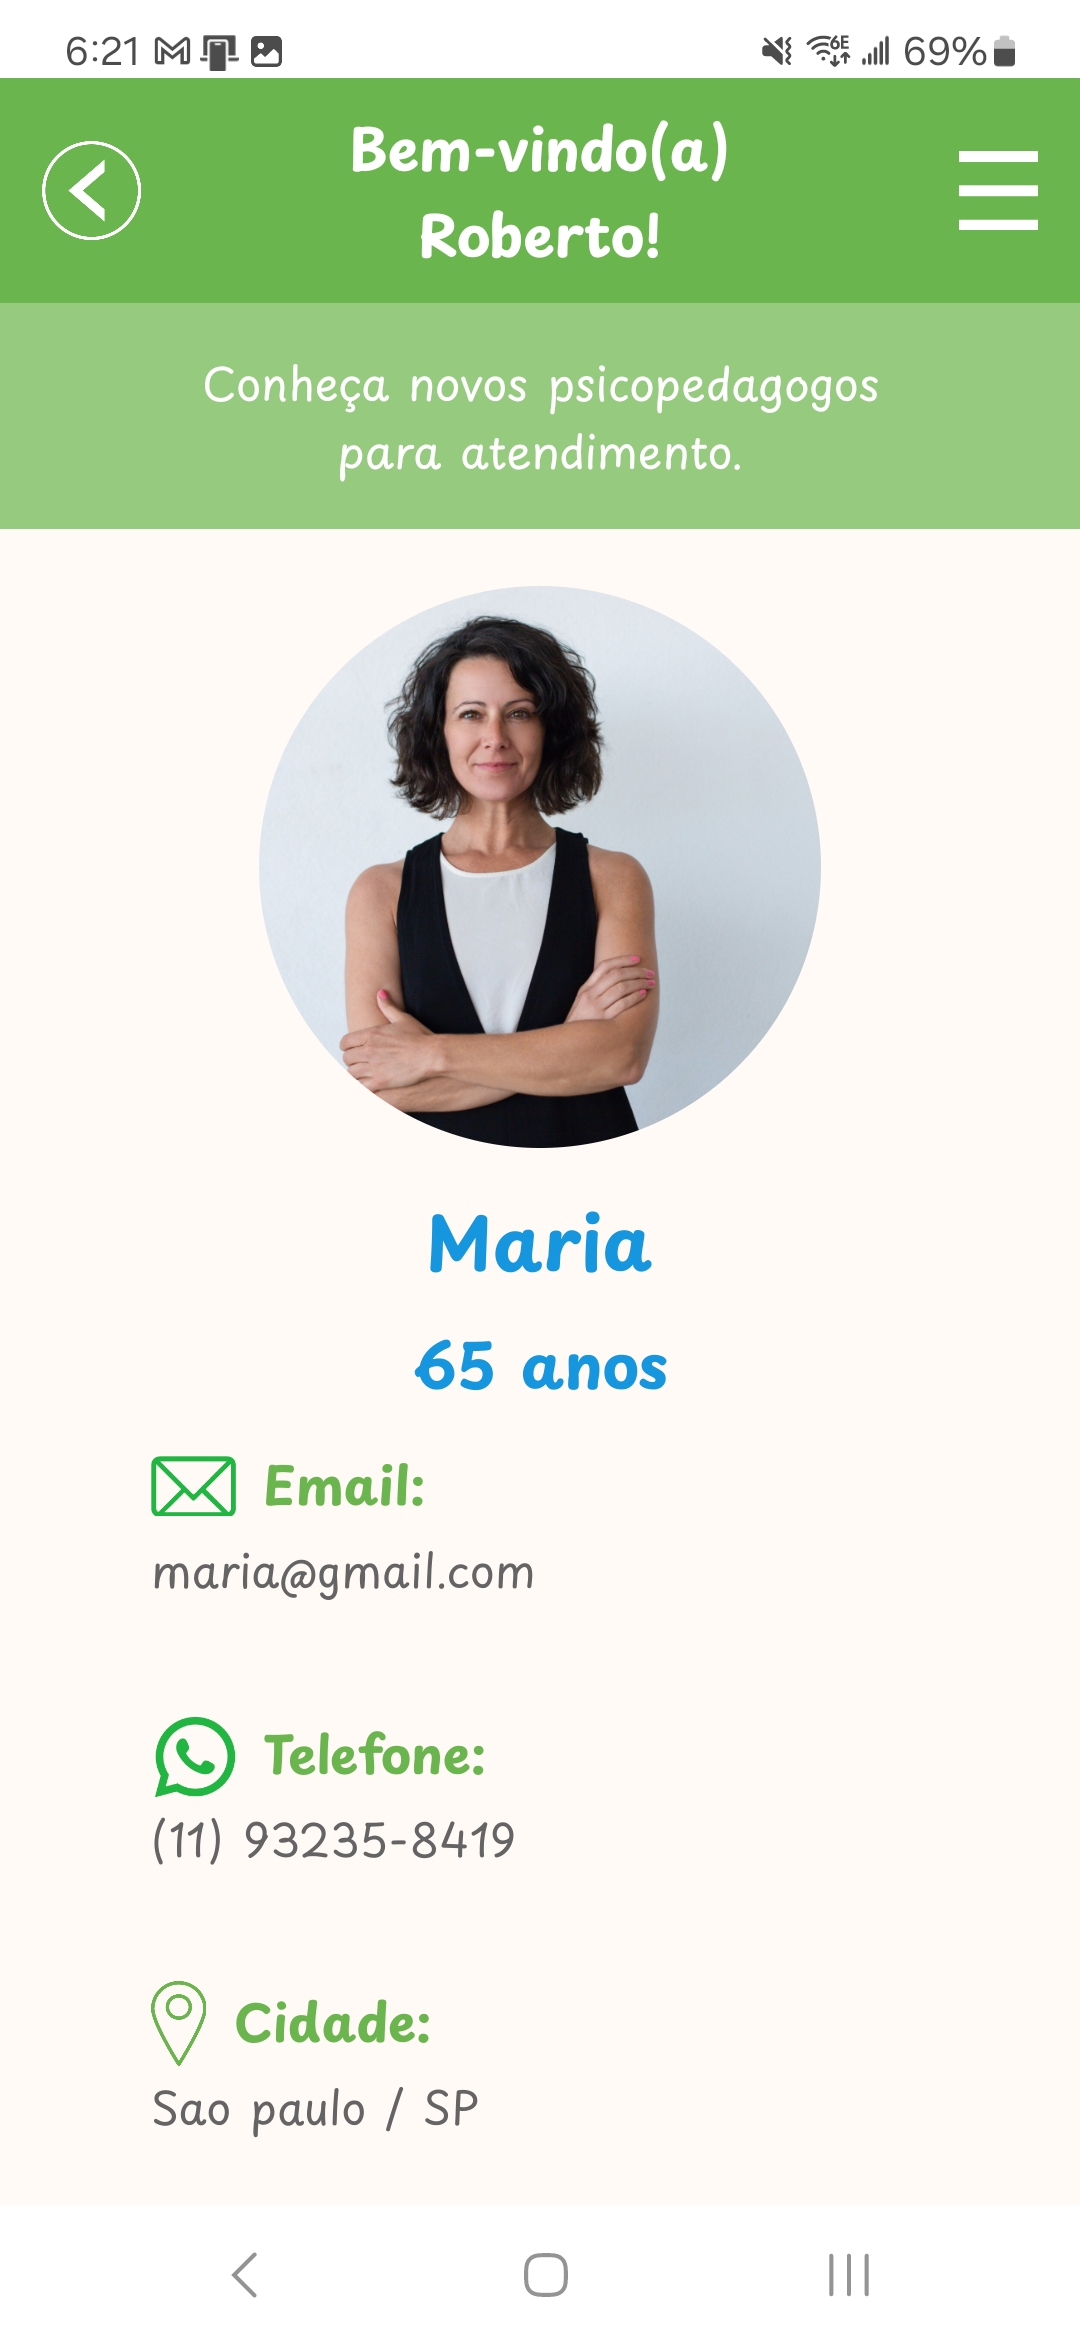 6:21
6E
69%
Bem-vindo(a)
Roberto!
Conheça novos psicopedagogos
para atendimento.
Maria
65 anos
Email:
maria@gmail.com
Telefone:
(11) 93235-8419
Cidade:
Sao paulo / SP